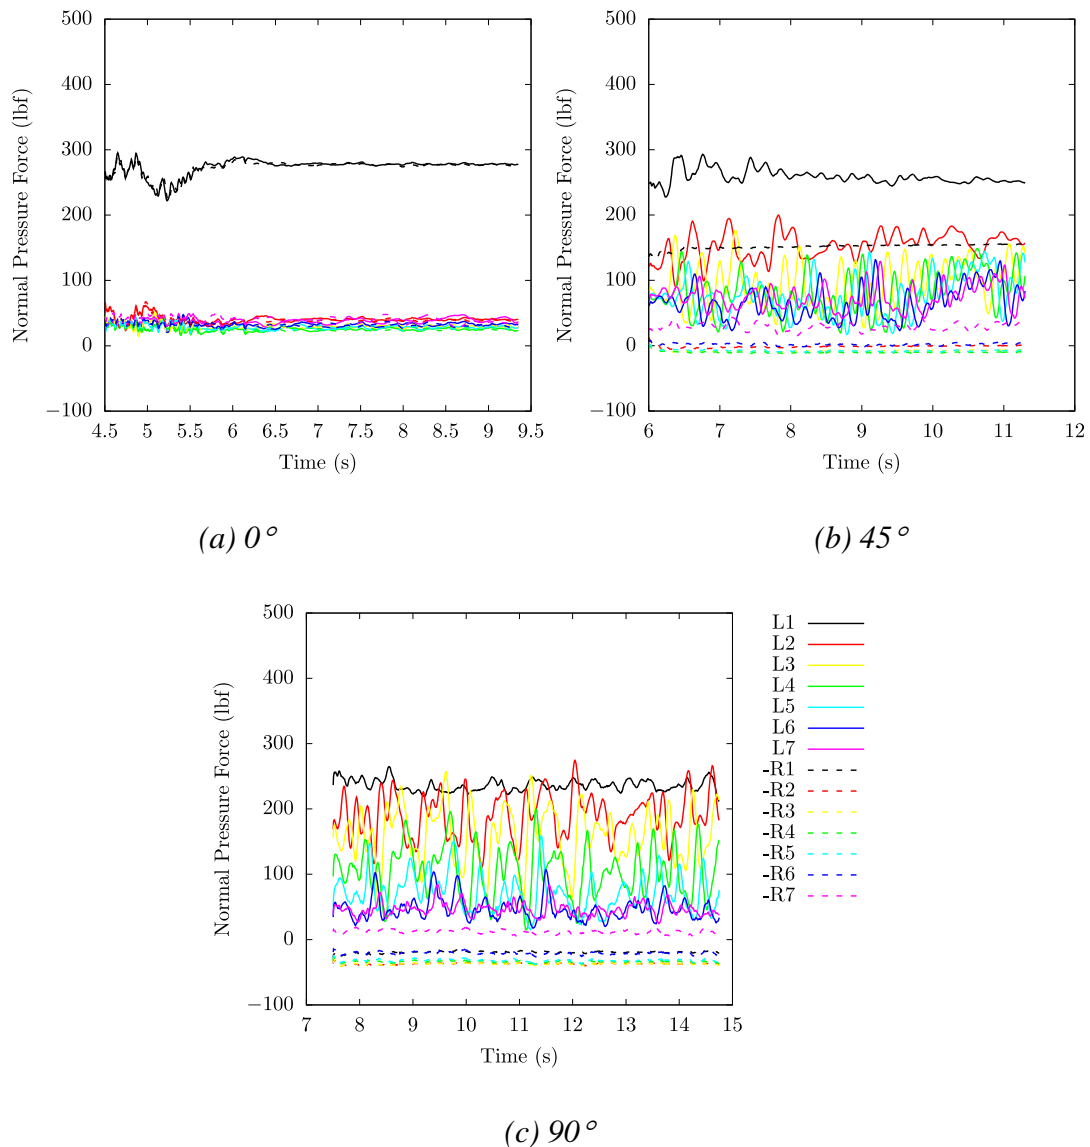 500
400
300
200
100
0
−100
Normal Pressure Force (lbf)
4.5 5 5.5 6 6.5 7 7.5 8 8.5 9 9.5
Time (s)
(a) 0°
500
400
300
200
100
0
−100
Normal Pressure Force (lbf)
6 7 8 9 10 11 12
Time (s)
(b) 45°
500
400
300
200
100
0
−100
Normal Pressure Force (lbf)
7 8 9 10 11 12 13 14 15
Time (s)
L1
L2
L3
L4
L5
L6
L7
-R1
-R2
-R3
-R4
-R5
-R6
-R7
(c) 90°